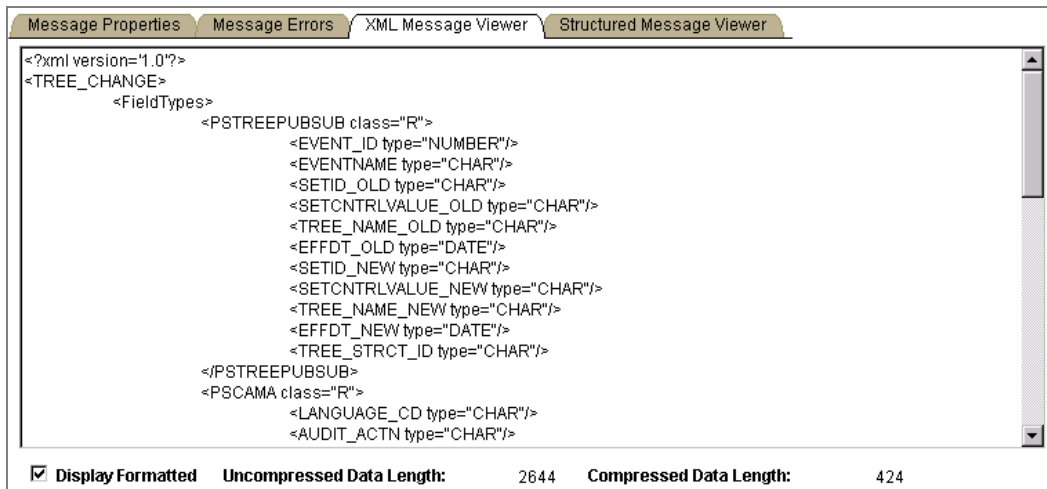 Message Properties Message Errors XML Message Viewer Structured Message Viewer
<?xml version='1.0'?>
<TREE_CHANGE>
<FieldTypes>
<PSTREEPUBSUB class="R">
<EVENT_ID type="NUMBER"/>
<EVENTNAME type="CHAR"/>
<SETID_OLD type="CHAR"/>
<SETCNTRLVALUE_OLD type="CHAR"/>
<TREE_NAME_OLD type="CHAR"/>
<EFFDT_OLD type="DATE"/>
<SETID_NEW type="CHAR"/>
<SETCNTRLVALUE_NEW type="CHAR"/>
<TREE_NAME_NEW type="CHAR"/>
<EFFDT_NEW type="DATE"/>
<TREE_STRCT_ID type="CHAR"/>
</PSTREEPUBSUB>
<PSCAMA class="R">
<LANGUAGE_CD type="CHAR"/>
<AUDIT_ACTN type="CHAR"/>
Display Formatted Uncompressed Data Length: 2644 Compressed Data Length: 424